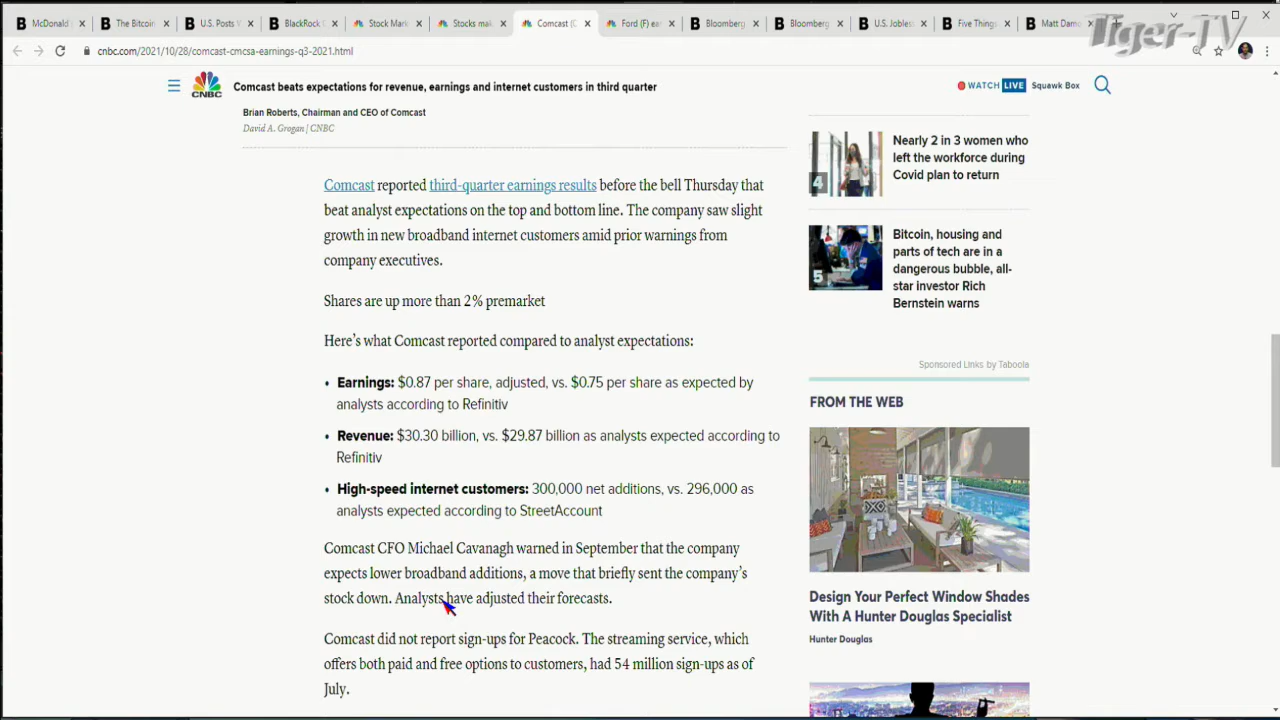 McDonald
The Bitcoin
U.S. Posts
BlackRock
Stock Mark
Stocks mak
Comcast (C
Ford (F) ea
Bloomberg
Bloomberg
U.S. Jobless
Five Things
Matt Damo
Tiger-TV
cnbc.com/2021/10/28/comcast-cmcsa-earnings-q3-2021.html
CNBC
Comcast beats expectations for revenue, earnings and internet customers in third quarter
WATCH LIVE Squawk Box
Brian Roberts, Chairman and CEO of Comcast
David A. Grogan | CNBC
Comcast reported third-quarter earnings results before the bell Thursday that
beat analyst expectations on the top and bottom line. The company saw slight
growth in new broadband internet customers amid prior warnings from
company executives.
Shares are up more than 2% premarket
Here's what Comcast reported compared to analyst expectations:
• Earnings: $0.87 per share, adjusted, vs. $0.75 per share as expected by
analysts according to Refinitiv
• Revenue: $30.30 billion, vs. $29.87 billion as analysts expected according to
Refinitiv
• High-speed internet customers: 300,000 net additions, vs. 296,000 as
analysts expected according to StreetAccount
Comcast CFO Michael Cavanagh warned in September that the company
expects lower broadband additions, a move that briefly sent the company's
stock down. Analysts have adjusted their forecasts.
Comcast did not report sign-ups for Peacock. The streaming service, which
offers both paid and free options to customers, had 54 million sign-ups as of
July.
4
Nearly 2 in 3 women who
left the workforce during
Covid plan to return
5
Bitcoin, housing and
parts of tech are in a
dangerous bubble, all-
star investor Rich
Bernstein warns
Sponsored Links by Taboola
FROM THE WEB
Design Your Perfect Window Shades
With A Hunter Douglas Specialist
Hunter Douglas